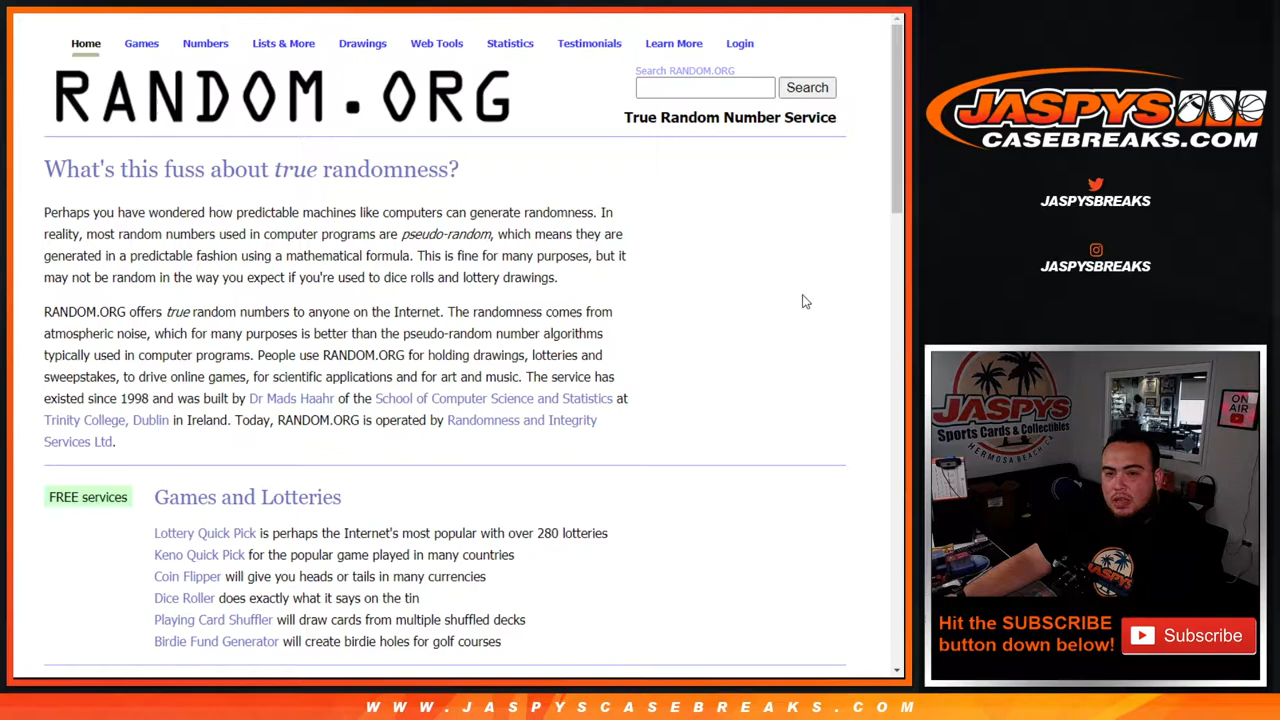 Home Games Numbers Lists & More Drawings Web Tools Statistics Testimonials Learn More Login
RANDOM.ORG
Search RANDOM.ORG
Search
True Random Number Service
What's this fuss about true randomness?
Perhaps you have wondered how predictable machines like computers can generate randomness. In
reality, most random numbers used in computer programs are pseudo-random, which means they are
generated in a predictable fashion using a mathematical formula. This is fine for many purposes, but it
may not be random in the way you expect if you're used to dice rolls and lottery drawings.
RANDOM.ORG offers true random numbers to anyone on the Internet. The randomness comes from
atmospheric noise, which for many purposes is better than the pseudo-random number algorithms
typically used in computer programs. People use RANDOM.ORG for holding drawings, lotteries and
sweepstakes, to drive online games, for scientific applications and for art and music. The service has
existed since 1998 and was built by Dr Mads Haahr of the School of Computer Science and Statistics at
Trinity College, Dublin in Ireland. Today, RANDOM.ORG is operated by Randomness and Integrity
Services Ltd.
FREE services
Games and Lotteries
Lottery Quick Pick is perhaps the Internet's most popular with over 280 lotteries
Keno Quick Pick for the popular game played in many countries
Coin Flipper will give you heads or tails in many currencies
Dice Roller does exactly what it says on the tin
Playing Card Shuffler will draw cards from multiple shuffled decks
Birdie Fund Generator will create birdie holes for golf courses
JASPYS
CASEBREAKS.COM
JASPYSBREAKS
JASPYSBREAKS
JASPYS
Sports Cards & Collectibles
HERMOSA BEACH, CA
ON
AIR
JASPYS
Hit the SUBSCRIBE
button down below!
Subscribe
WWW.JASPYSCASEBREAKS.COM